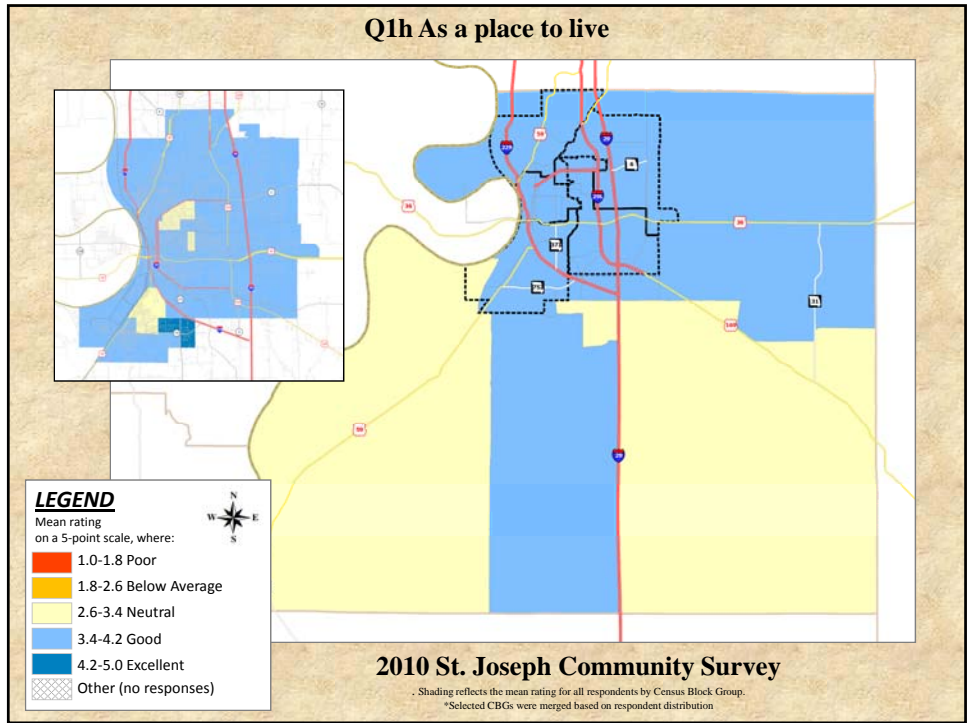 Q1h As a place to live
229
59
29
6
36
36
371
752
31
169
59
29
LEGEND
Mean rating
on a 5-point scale, where:
1.0-1.8 Poor
1.8-2.6 Below Average
2.6-3.4 Neutral
3.4-4.2 Good
4.2-5.0 Excellent
Other (no responses)
N
W E
S
2010 St. Joseph Community Survey
. Shading reflects the mean rating for all respondents by Census Block Group.
*Selected CBGs were merged based on respondent distribution